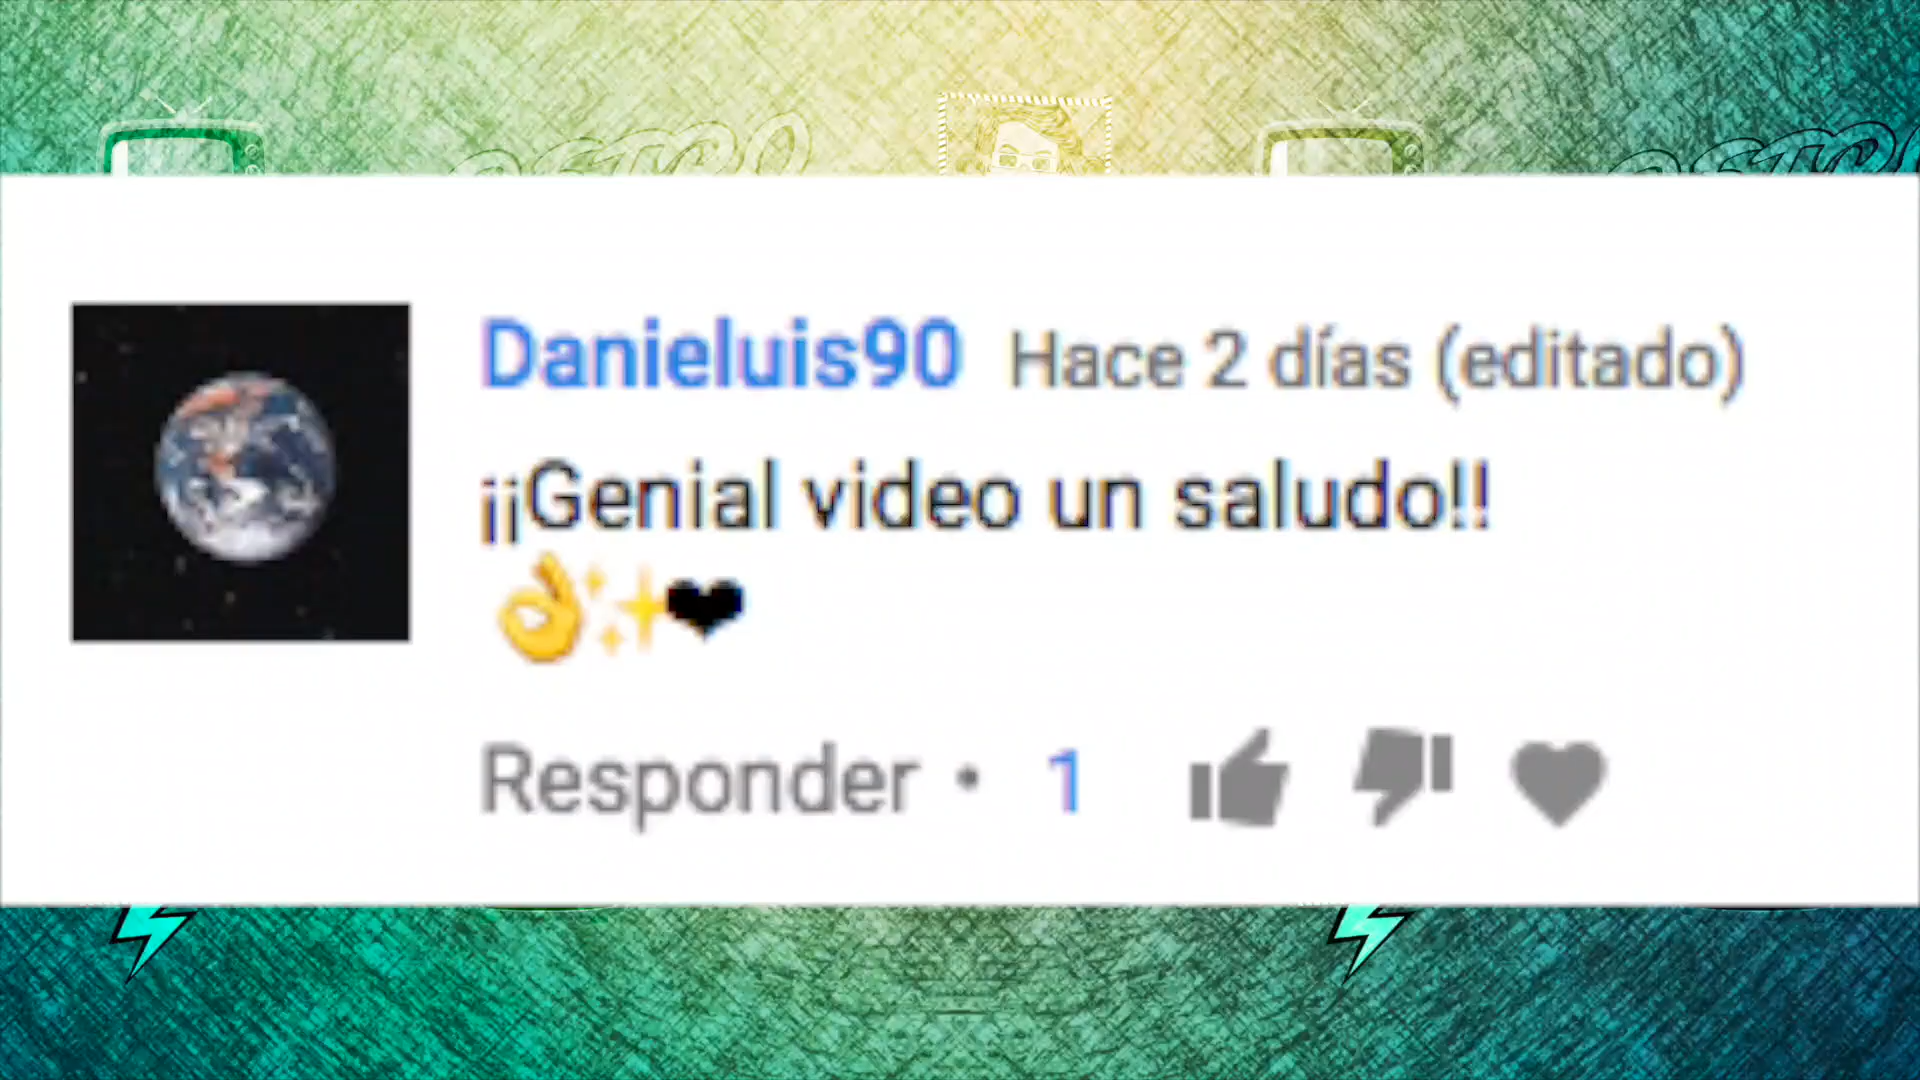 Danieluis90 Hace 2 días (editado)
¡¡Genial video un saludo!!
👌✨❤
Responder • 1